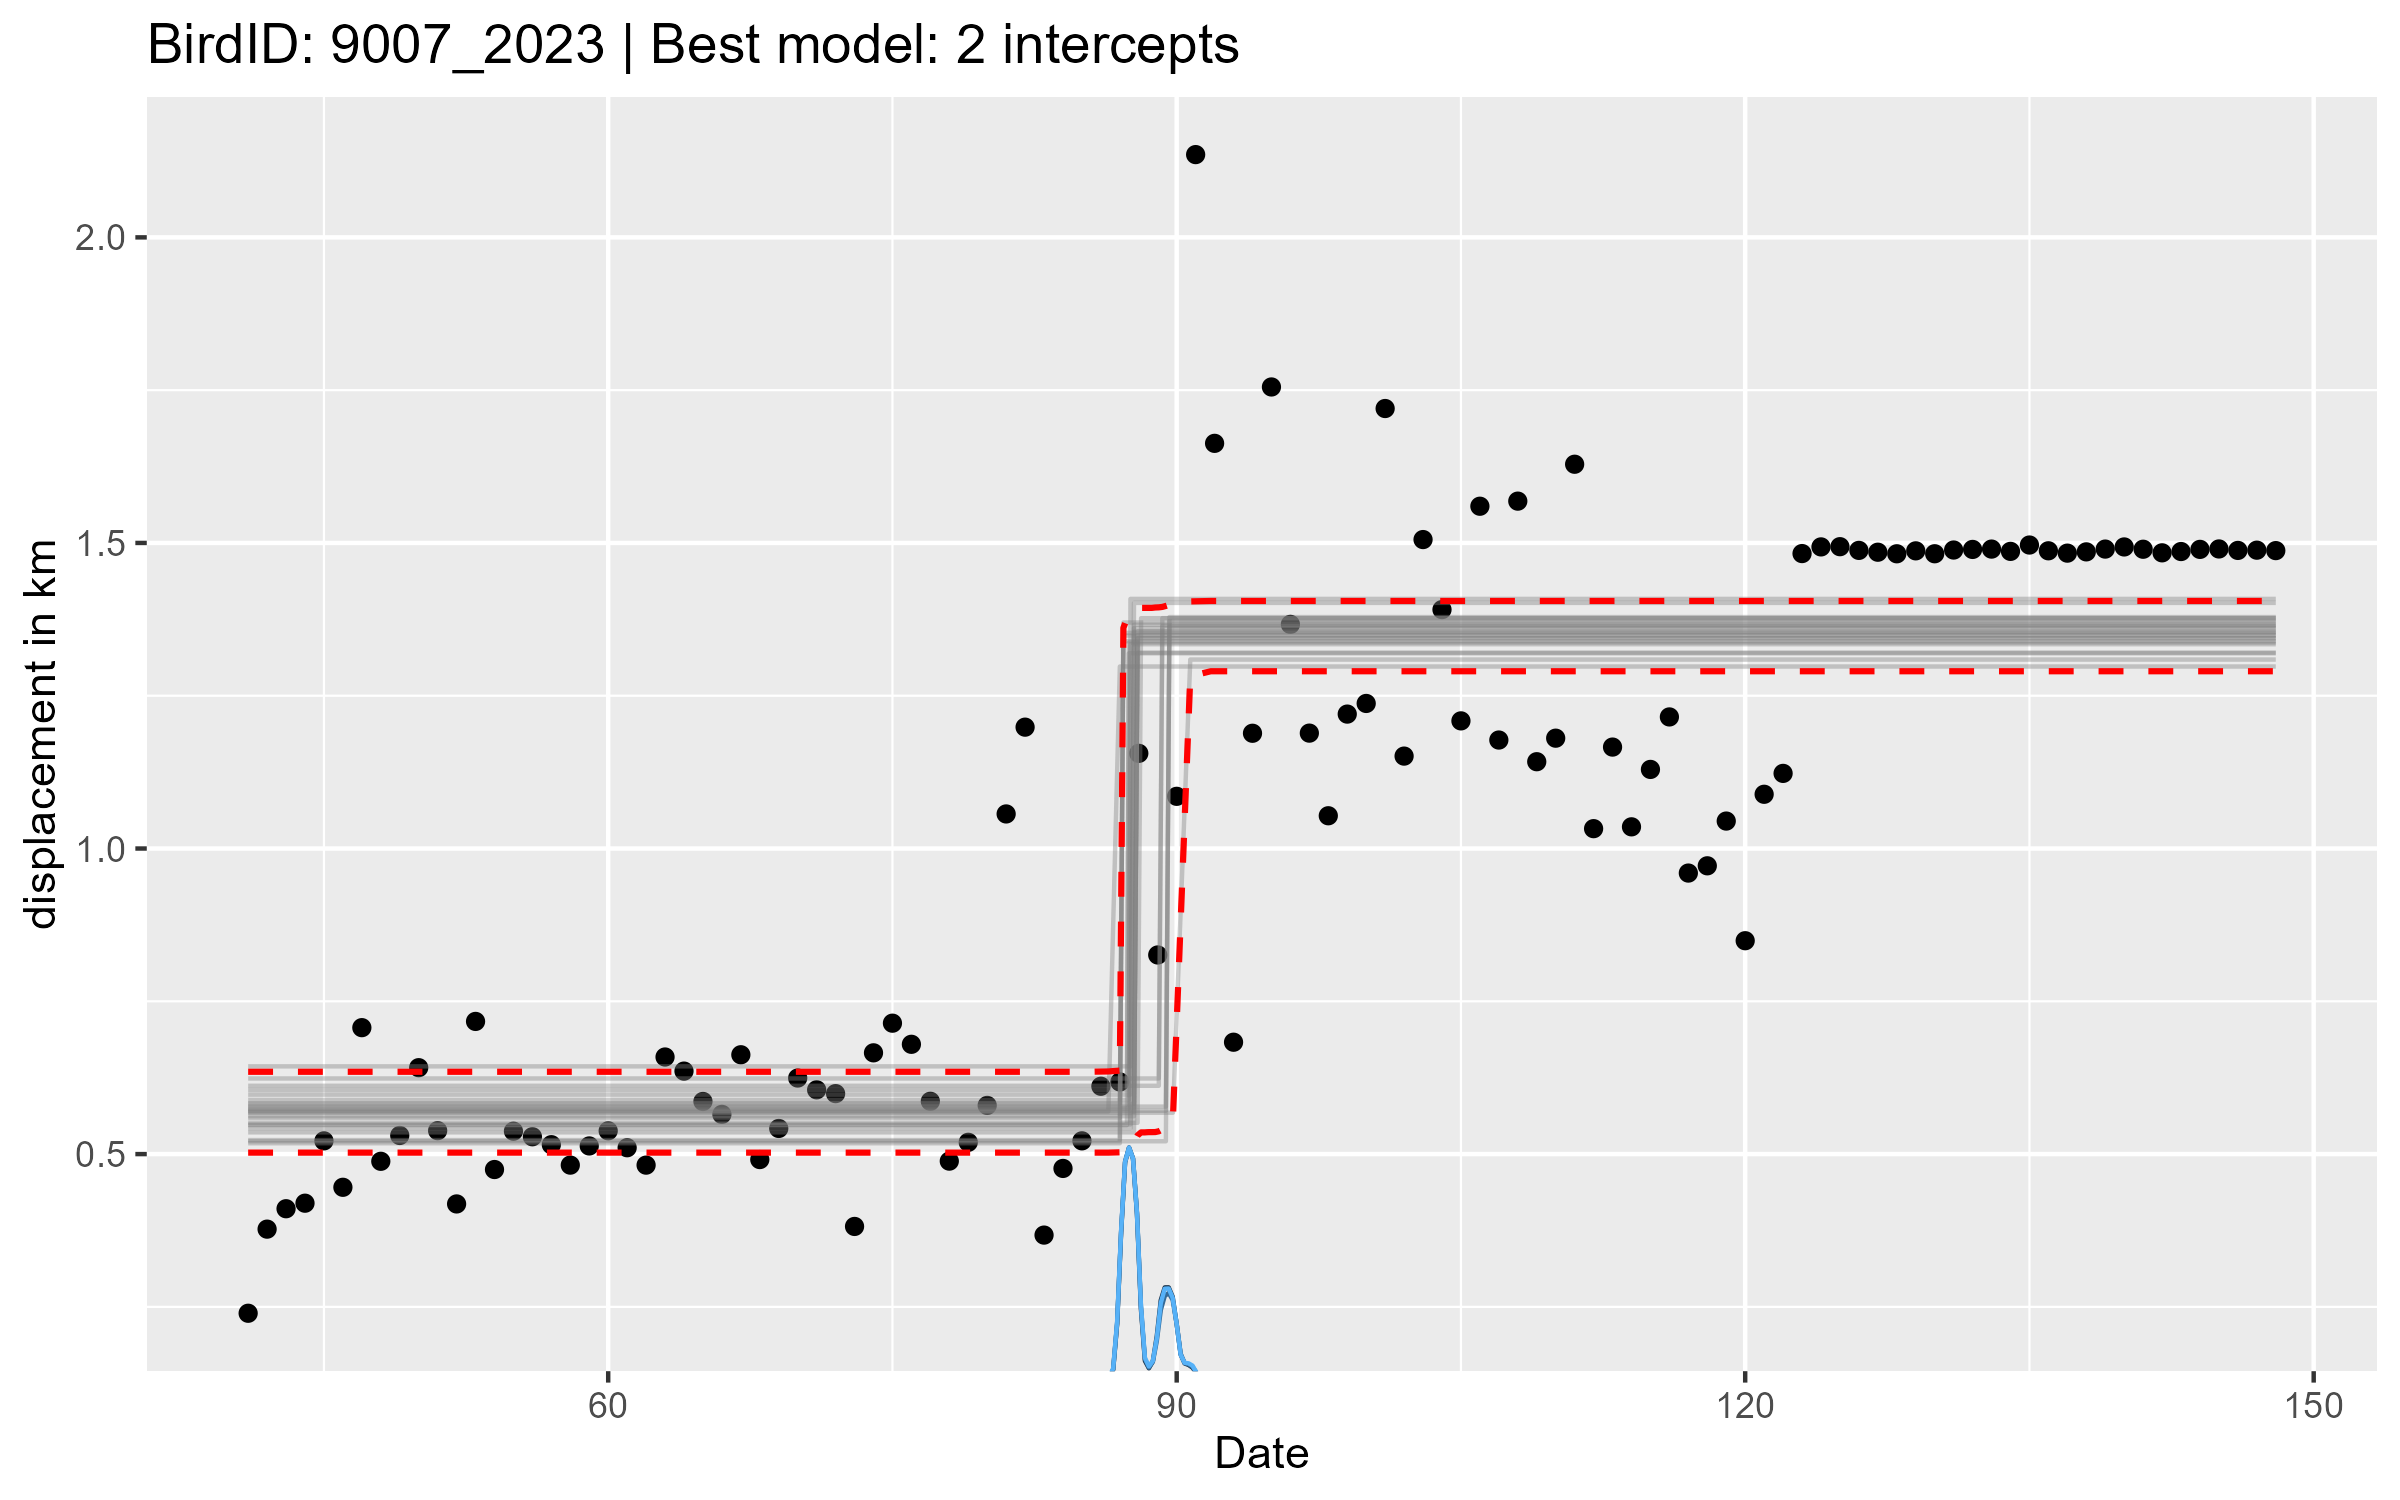 BirdID: 9007_2023 | Best model: 2 intercepts
displacement in km
2.0
1.5
1.0
0.5
60
90
120
150
Date